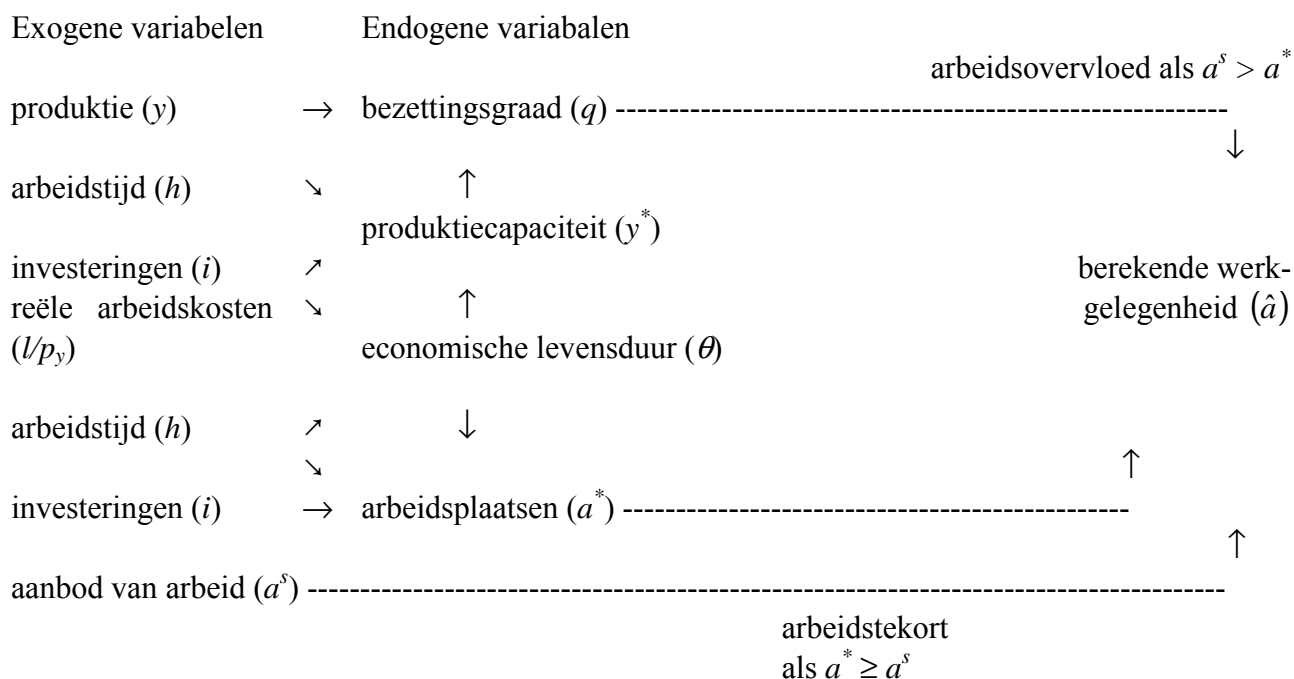 Exogene variabelen Endogene variabalen
arbeidsovervloed als a^s > a^*
produktie (y) → bezettingsgraad (q) -----------------------------------------------------------
↓
arbeidstijd (h) ↘ ↑
produktiecapaciteit (y^*)
investeringen (i) ↗ berekende werk-
reële arbeidskosten ↘ ↑ gelegenheid (â)
(l/p_y) economische levensduur (θ)
arbeidstijd (h) ↗ ↓
↘ ↑
investeringen (i) → arbeidsplaatsen (a^*) -------------------------------------------------
↑
aanbod van arbeid (a^s) ----------------------------------------------------------------------------------------
arbeidstekort
als a^* ≥ a^s